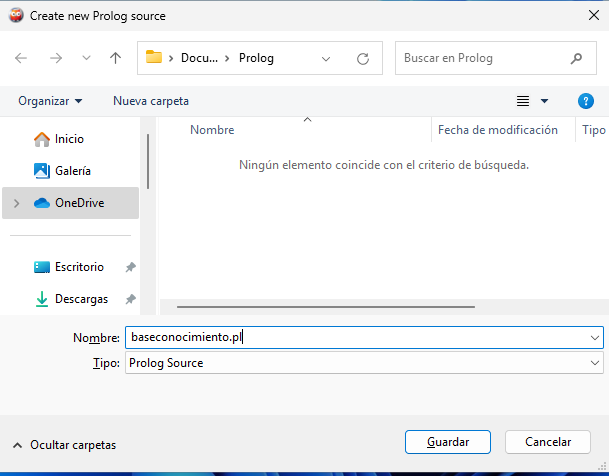 Create new Prolog source
Docu... Prolog
Buscar en Prolog
Organizar Nueva carpeta
Nombre Fecha de modificación Tipo
Ningún elemento coincide con el criterio de búsqueda.
Inicio
Galería
OneDrive
Escritorio
Descargas
Nombre: baseconocimiento.pl
Tipo: Prolog Source
Ocultar carpetas
Guardar Cancelar